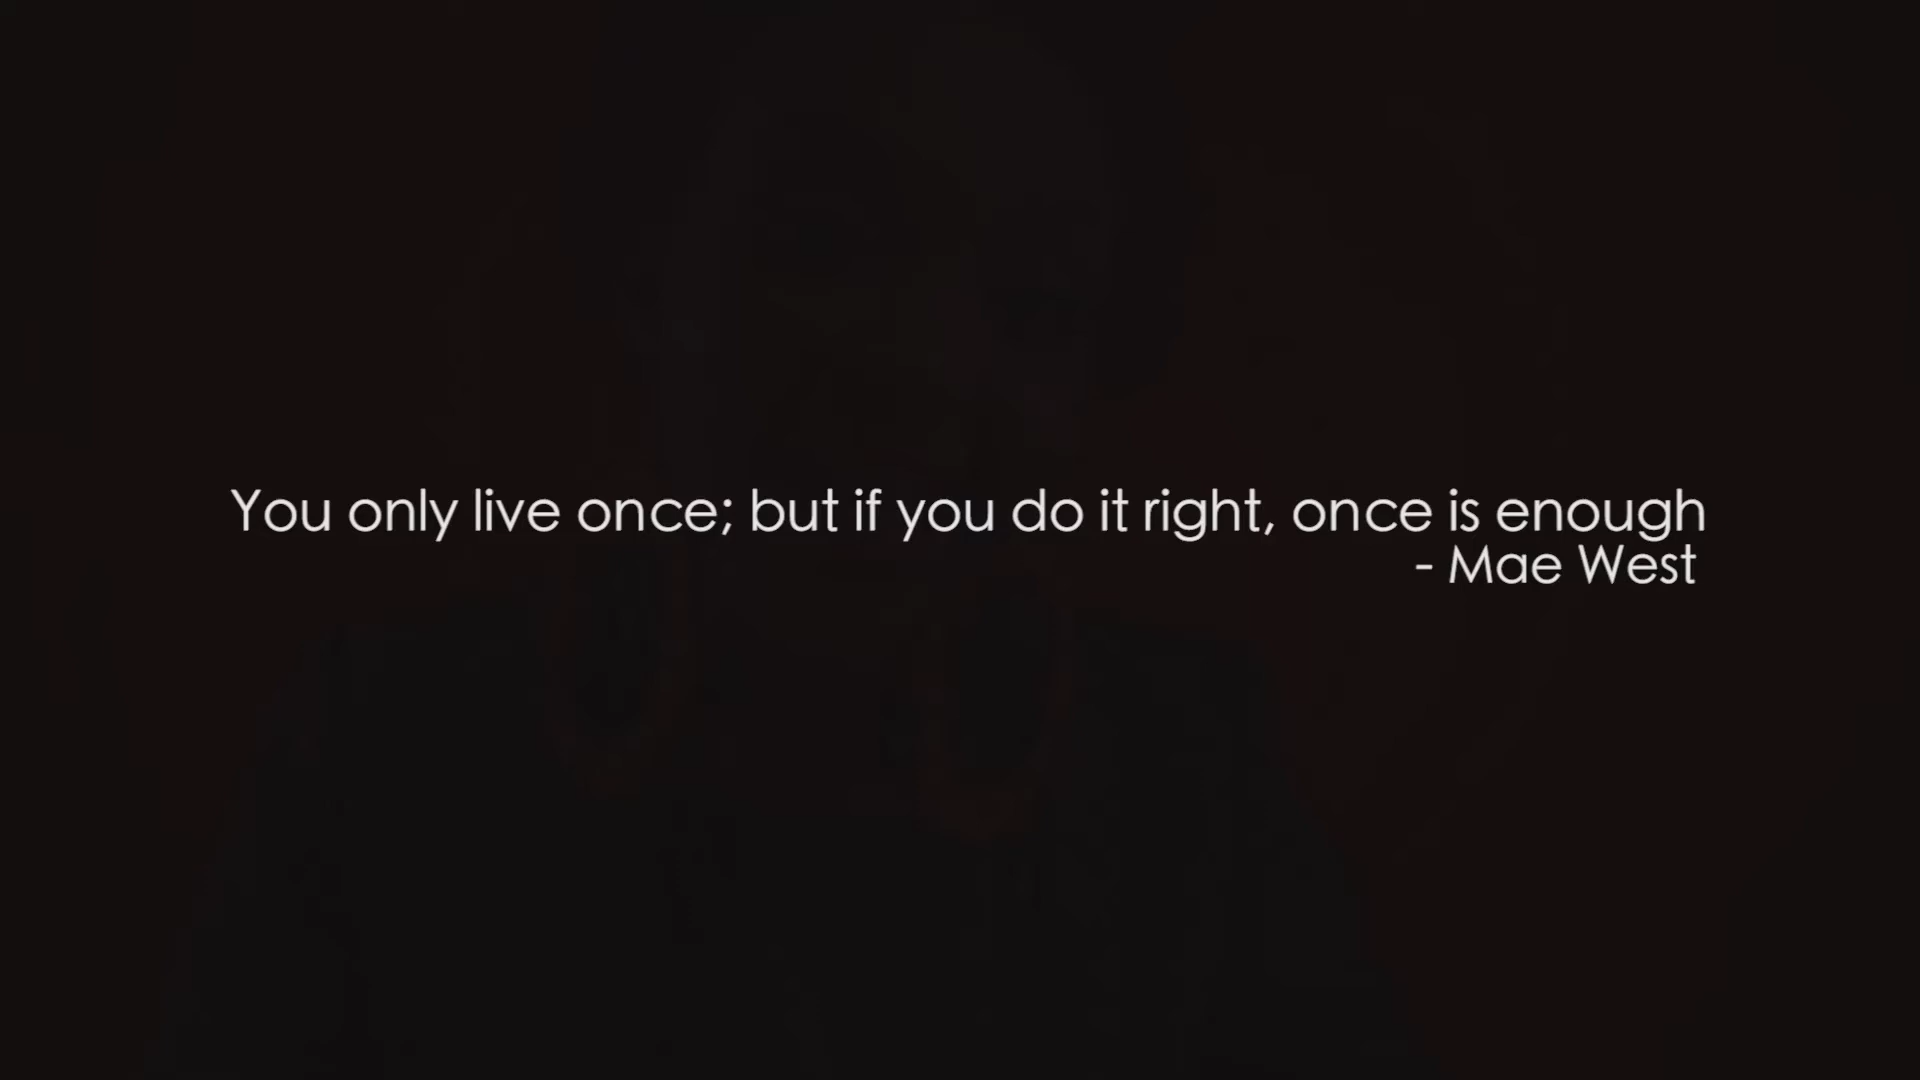 You only live once; but if you do it right, once is enough
- Mae West